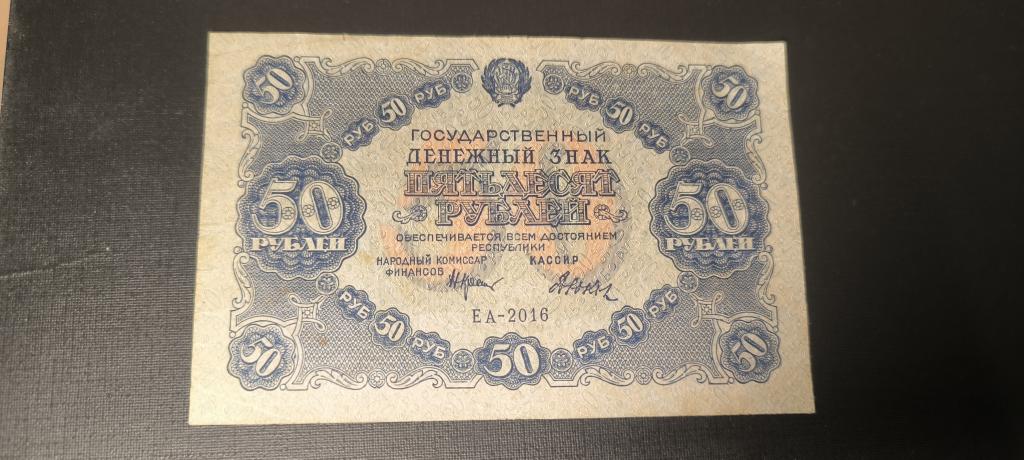 50 50
РУБ 50 РУБ РУБ 50 РУБ
ГОСУДАРСТВЕННЫЙ
ДЕНЕЖНЫЙ ЗНАК
ПЯТЬДЕСЯТ
РУБЛЕЙ
50 РУБЛЕЙ
50 РУБЛЕЙ
ОБЕСПЕЧИВАЕТСЯ ВСЕМ ДОСТОЯНИЕМ
РЕСПУБЛИКИ
НАРОДНЫЙ КОМИССАР КАССИР
ФИНАНСОВ
ЕА-2016
РУБ 50 РУБ РУБ 50 РУБ
50 50 50